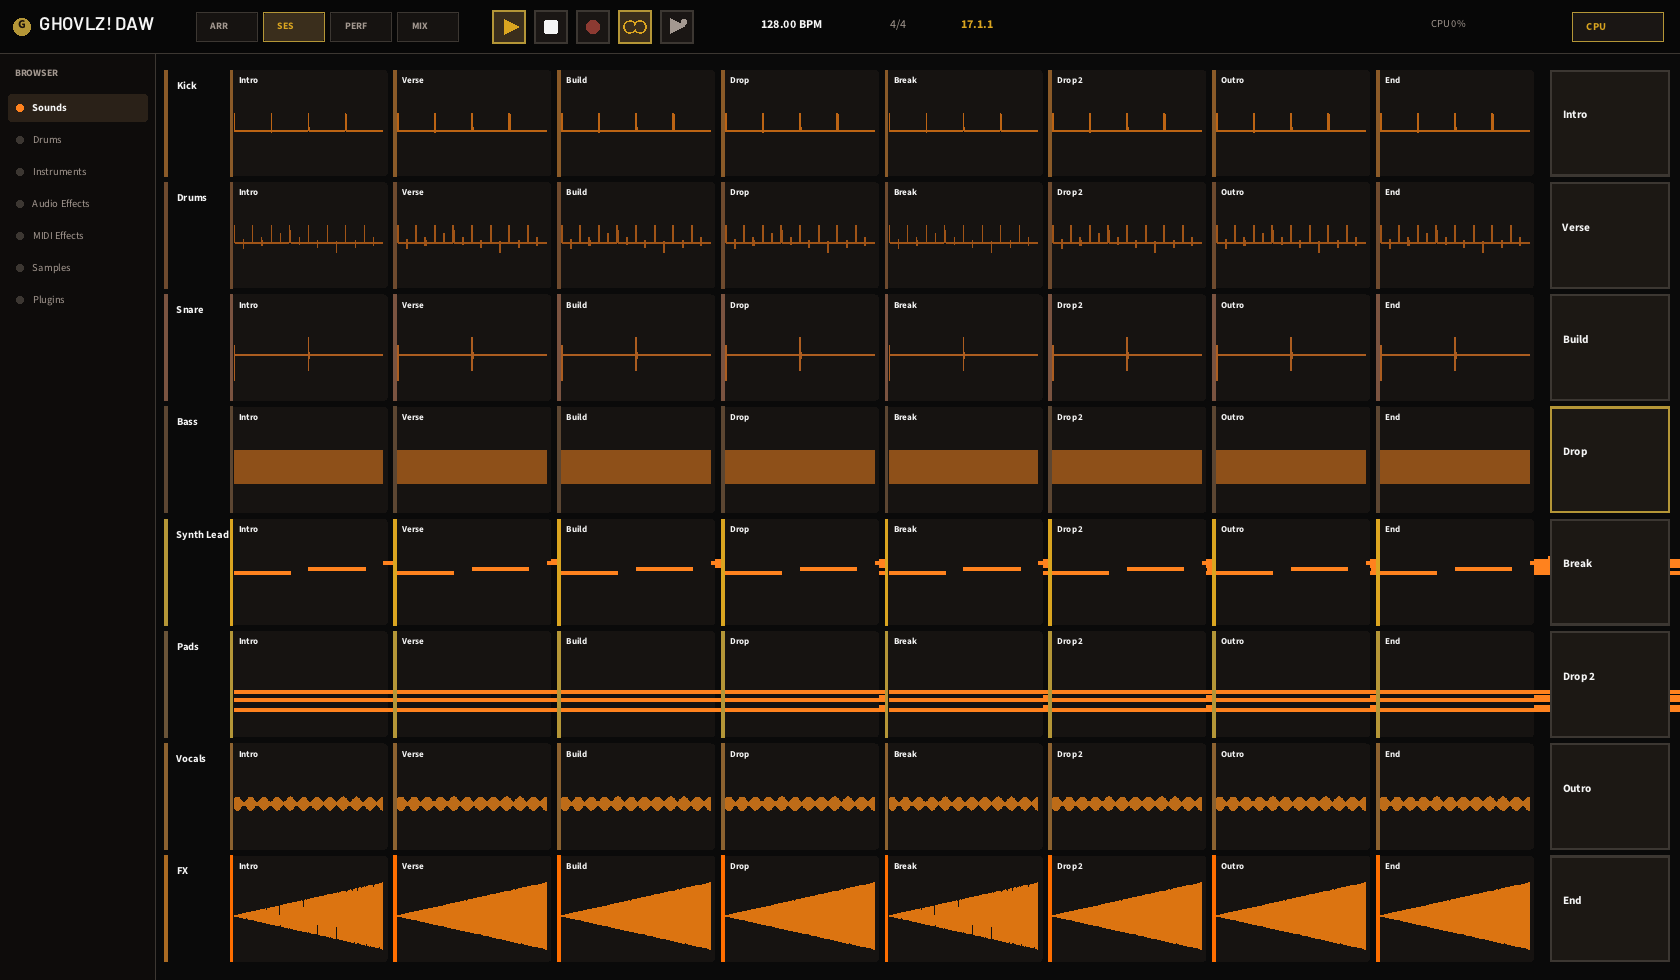 G GHOVLZ! DAW ARR SES PERF MIX 128.00 BPM 4/4 17.1.1 CPU 0% CPU
BROWSER
Sounds
Drums
Instruments
Audio Effects
MIDI Effects
Samples
Plugins
Kick Intro Verse Build Drop Break Drop 2 Outro End Intro
Drums Intro Verse Build Drop Break Drop 2 Outro End Verse
Snare Intro Verse Build Drop Break Drop 2 Outro End Build
Bass Intro Verse Build Drop Break Drop 2 Outro End Drop
Synth Lead Intro Verse Build Drop Break Drop 2 Outro End Break
Pads Intro Verse Build Drop Break Drop 2 Outro End Drop 2
Vocals Intro Verse Build Drop Break Drop 2 Outro End Outro
FX Intro Verse Build Drop Break Drop 2 Outro End End